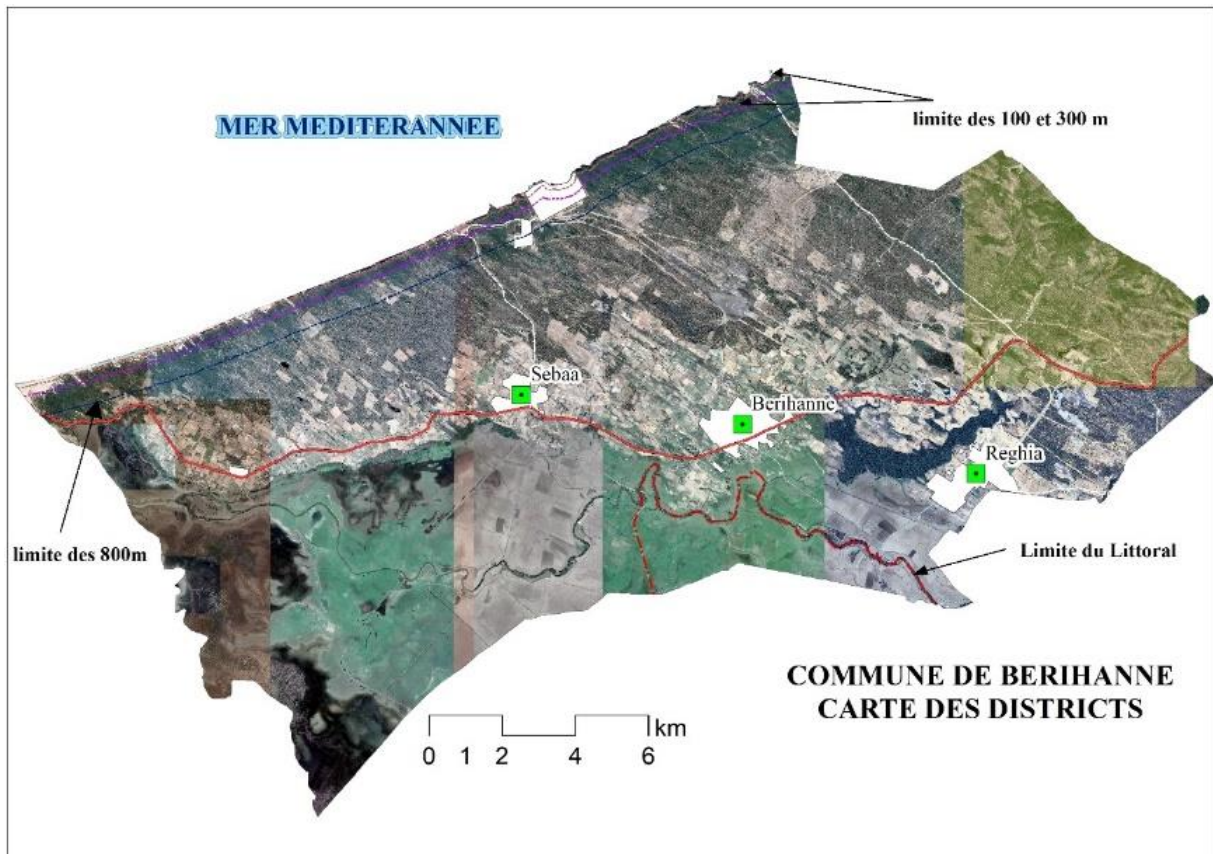 limite des 100 et 300 m
MER MEDITERANNEE
Sebaa
Berihanne
Reghia
limite des 800m
Limite du Littoral
COMMUNE DE BERIHANNE
CARTE DES DISTRICTS
km
0 1 2 4 6